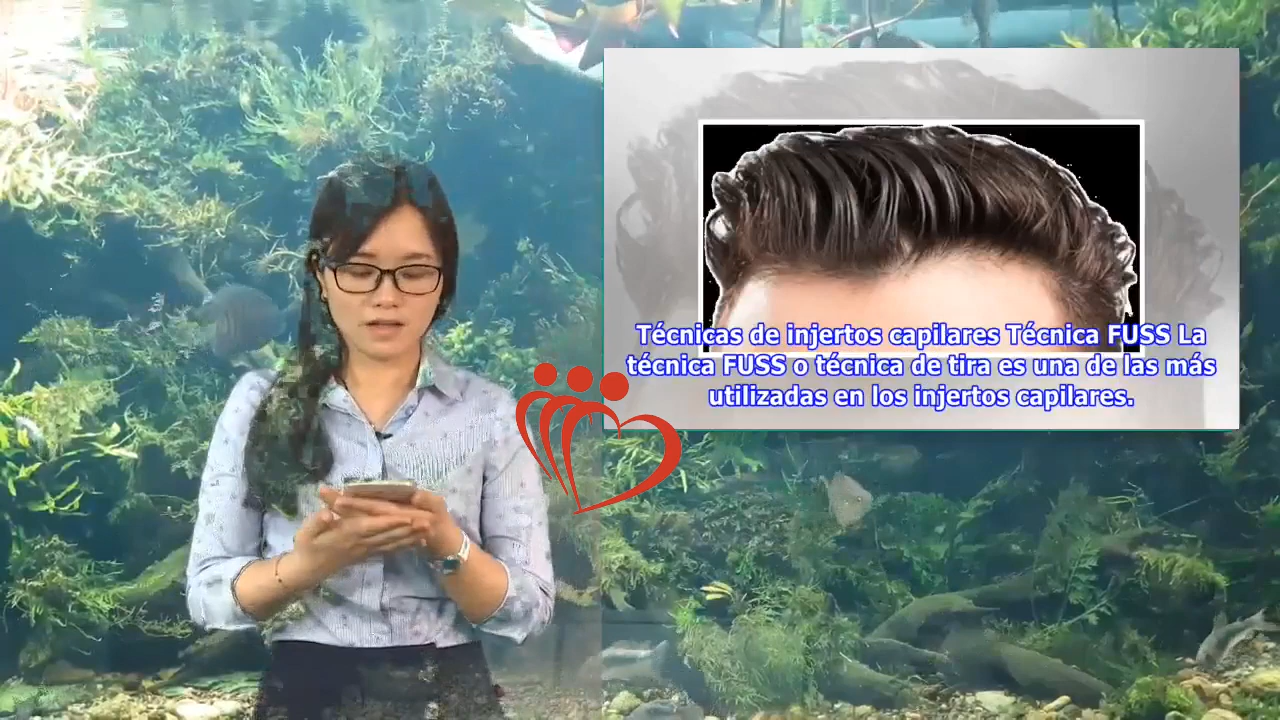 Técnicas de injertos capilares Técnica FUSS La
técnica FUSS o técnica de tira es una de las más
utilizadas en los injertos capilares.